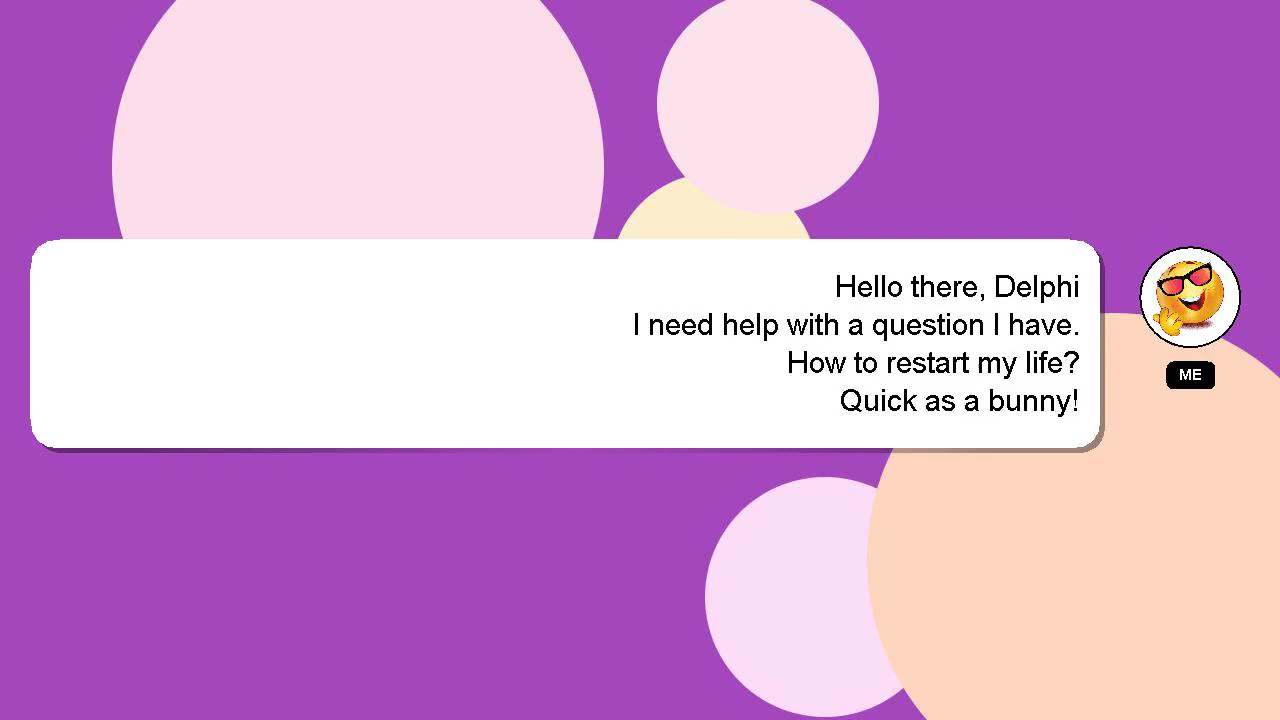 Hello there, Delphi
I need help with a question I have.
How to restart my life?
Quick as a bunny!
ME